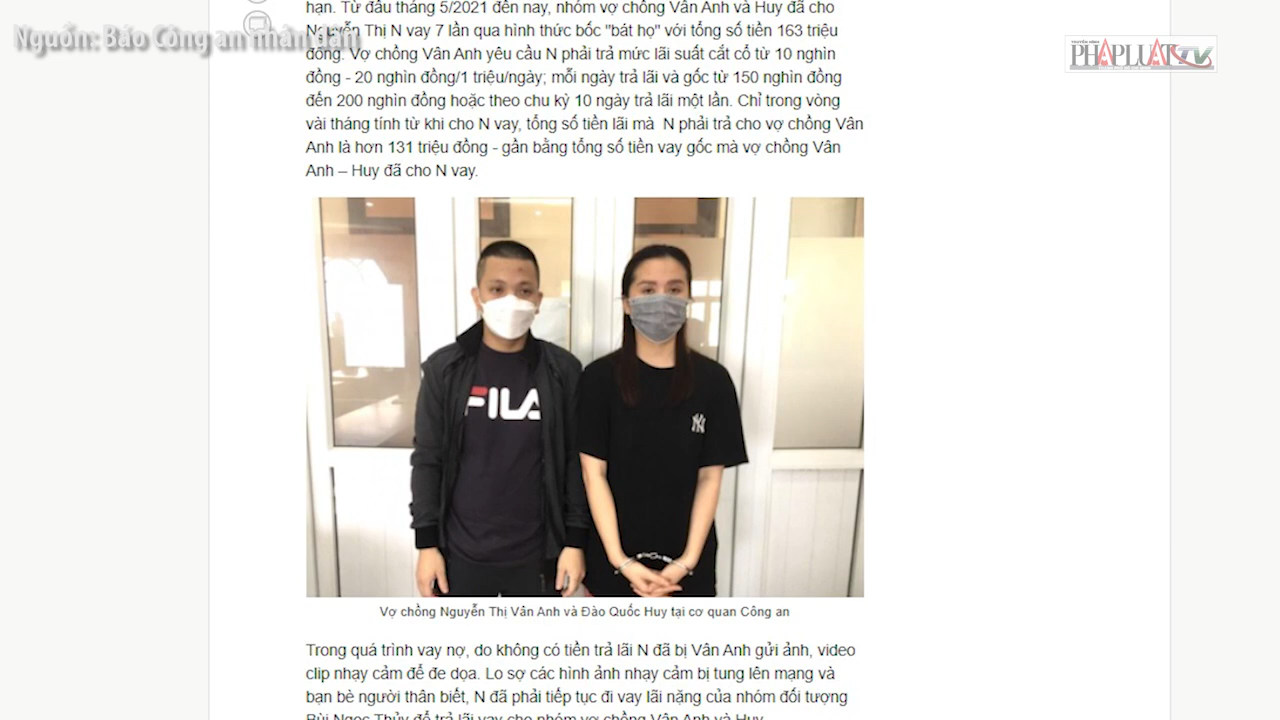 hạn. Từ đầu tháng 5/2021 đến nay, nhóm vợ chồng Vân Anh và Huy đã cho
Nguyễn Thị N vay 7 lần qua hình thức bốc "bát họ" với tổng số tiền 163 triệu
Nguồn: Báo Công an nhân dân
đồng. Vợ chồng Vân Anh yêu cầu N phải trả mức lãi suất cắt cổ từ 10 nghìn
PHÁPLUẬTTV
đồng - 20 nghìn đồng/1 triệu/ngày; mỗi ngày trả lãi và gốc từ 150 nghìn đồng
đến 200 nghìn đồng hoặc theo chu kỳ 10 ngày trả lãi một lần. Chỉ trong vòng
vài tháng tính từ khi cho N vay, tổng số tiền lãi mà N phải trả cho vợ chồng Vân
Anh là hơn 131 triệu đồng - gần bằng tổng số tiền vay gốc mà vợ chồng Vân
Anh – Huy đã cho N vay.
FILA
NY
Vợ chồng Nguyễn Thị Vân Anh và Đào Quốc Huy tại cơ quan Công an
Trong quá trình vay nợ, do không có tiền trả lãi N đã bị Vân Anh gửi ảnh, video
clip nhạy cảm để đe dọa. Lo sợ các hình ảnh nhạy cảm bị tung lên mạng và
bạn bè người thân biết, N đã phải tiếp tục đi vay lãi nặng của nhóm đối tượng
Bùi Ngọc Thủy để trả lãi vay cho nhóm vợ chồng Vân Anh và Huy.